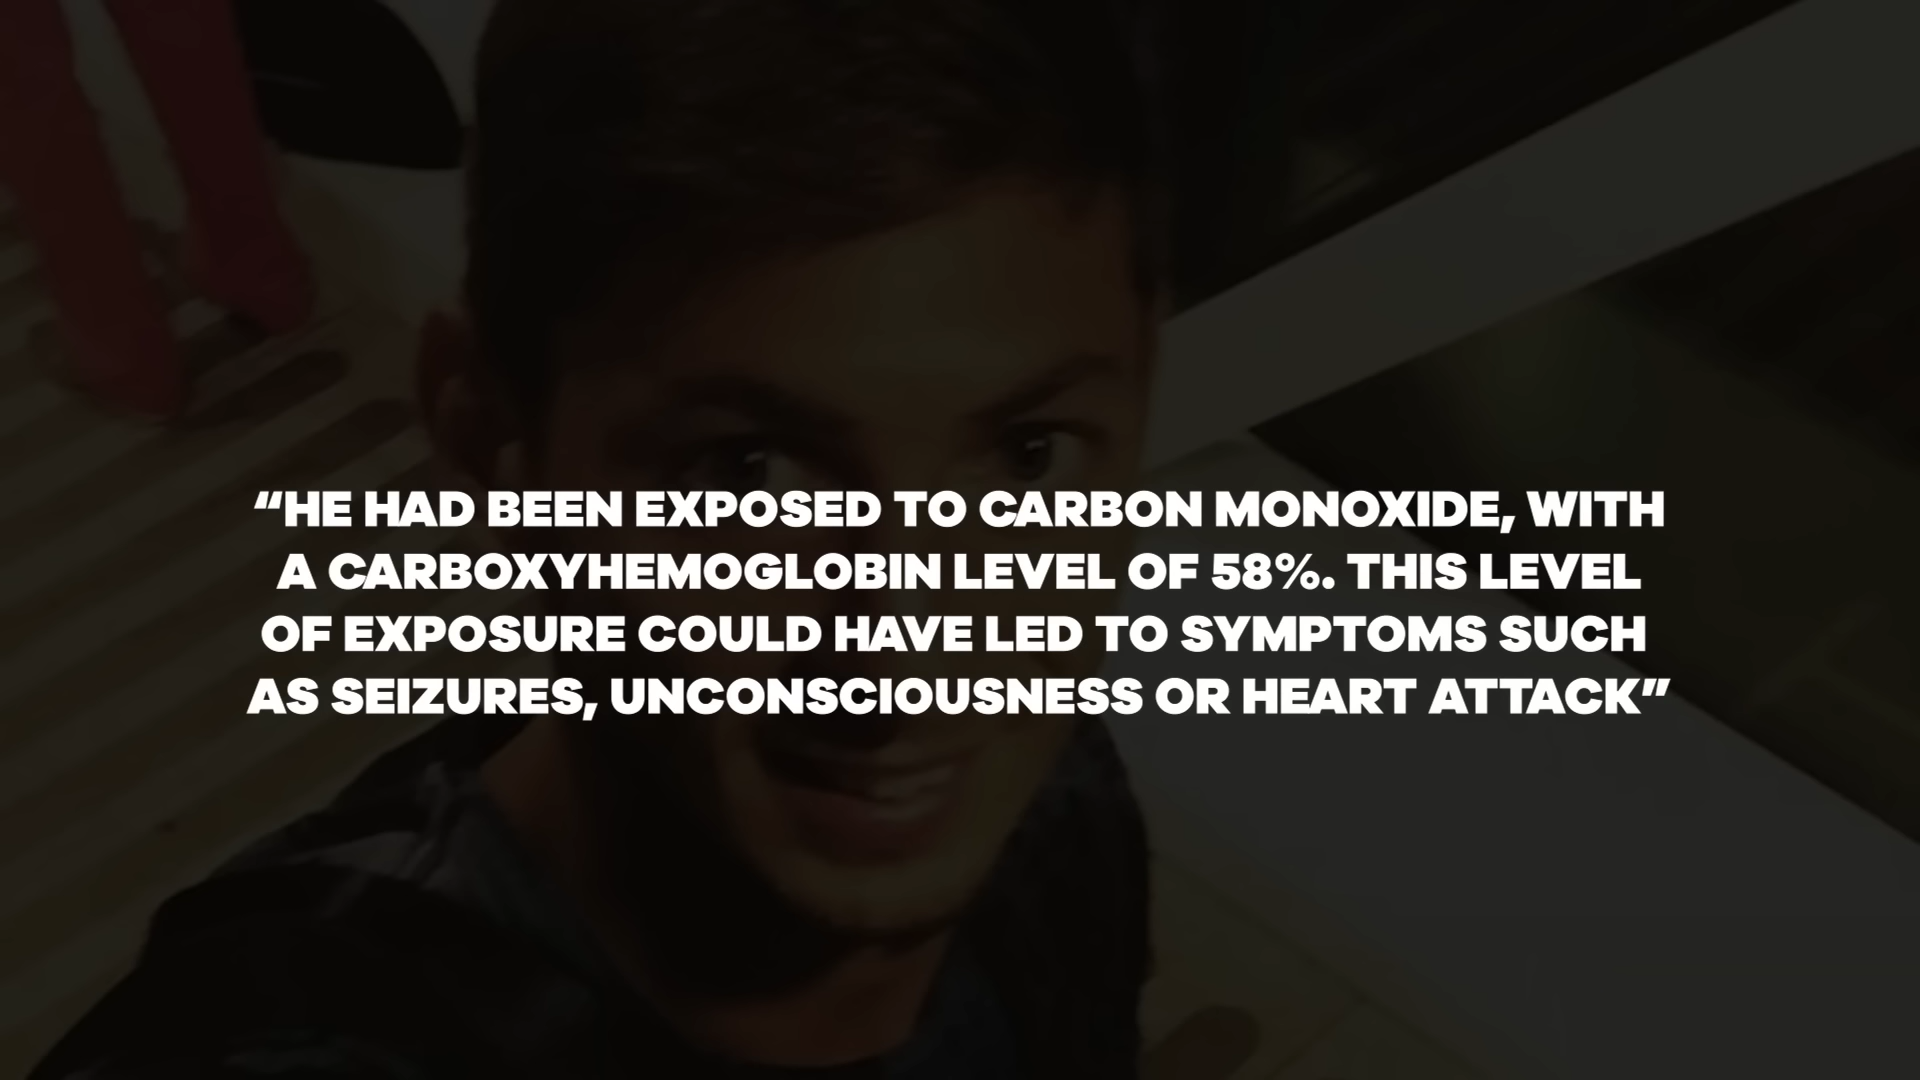 “HE HAD BEEN EXPOSED TO CARBON MONOXIDE, WITH
A CARBOXYHEMOGLOBIN LEVEL OF 58%. THIS LEVEL
OF EXPOSURE COULD HAVE LED TO SYMPTOMS SUCH
AS SEIZURES, UNCONSCIOUSNESS OR HEART ATTACK”